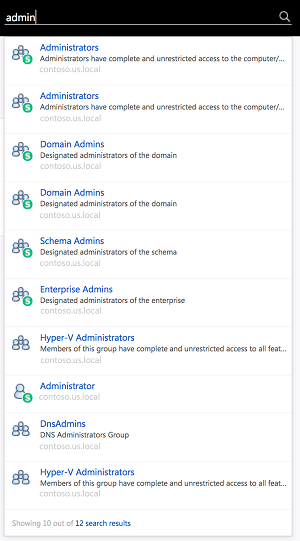 admin
Administrators
Administrators have complete and unrestricted access to the computer/...
contoso.us.local
Administrators
Administrators have complete and unrestricted access to the computer/...
contoso.us.local
Domain Admins
Designated administrators of the domain
contoso.us.local
Domain Admins
Designated administrators of the domain
contoso.us.local
Schema Admins
Designated administrators of the schema
contoso.us.local
Enterprise Admins
Designated administrators of the enterprise
contoso.us.local
Hyper-V Administrators
Members of this group have complete and unrestricted access to all feat...
contoso.us.local
Administrator
contoso.us.local
DnsAdmins
DNS Administrators Group
contoso.us.local
Hyper-V Administrators
Members of this group have complete and unrestricted access to all feat...
contoso.us.local
Showing 10 out of 12 search results